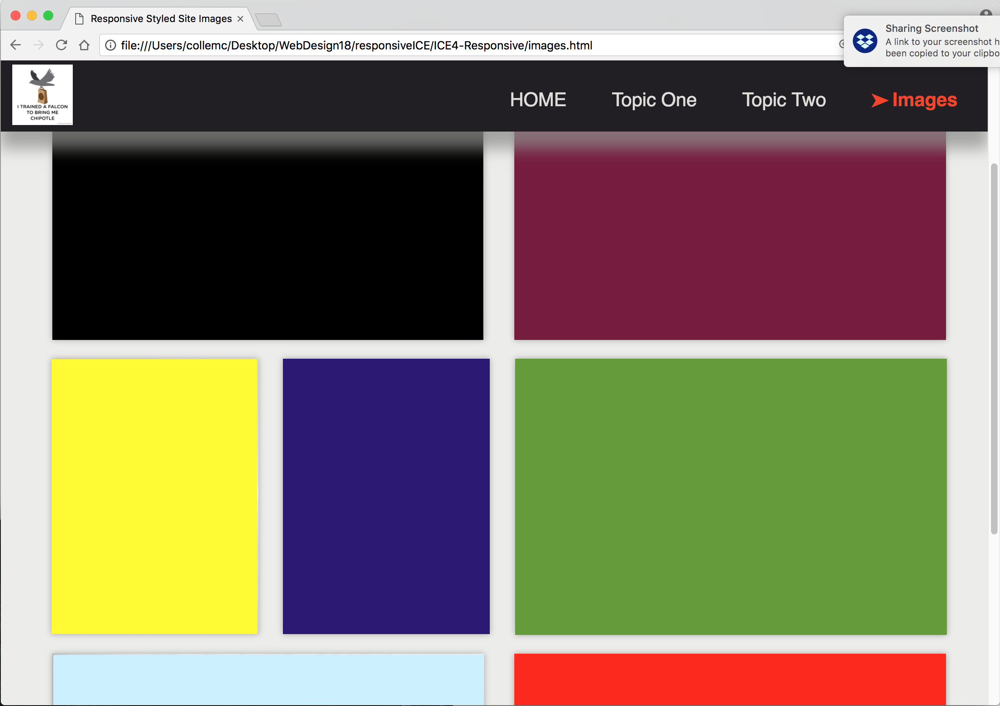 Responsive Styled Site Images
file:///Users/collemc/Desktop/WebDesign18/responsiveICE/ICE4-Responsive/images.html
Sharing Screenshot
A link to your screenshot h
been copied to your clipbo
I TRAINED A FALCON
TO BRING ME
CHIPOTLE
HOME
Topic One
Topic Two
➤ Images